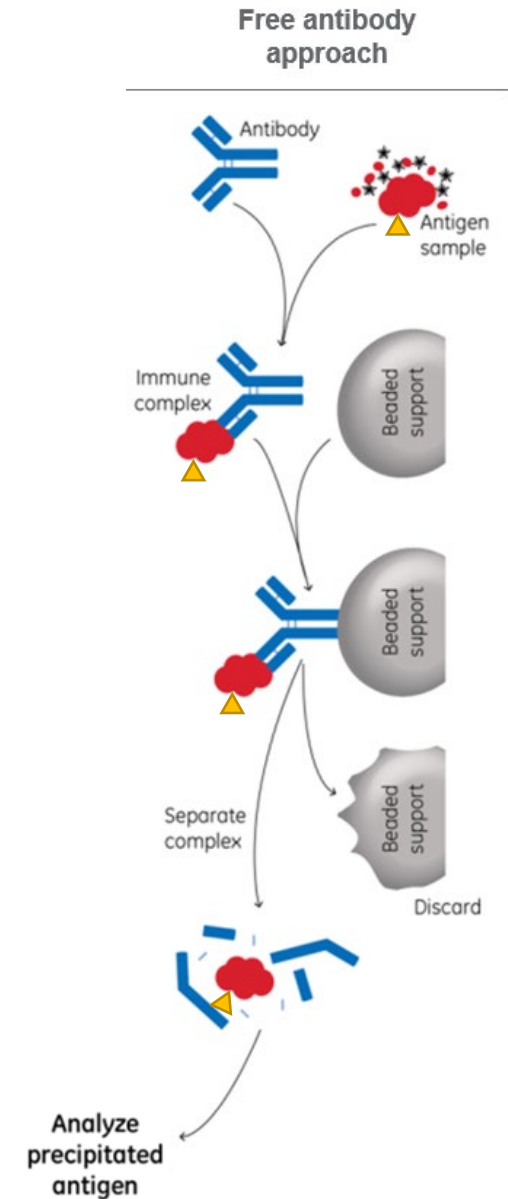 Free antibody
approach
Antibody
Antigen
sample
Immune
complex
Beaded
support
Beaded
support
Separate
complex
Beaded
support
Discard
Analyze
precipitated
antigen